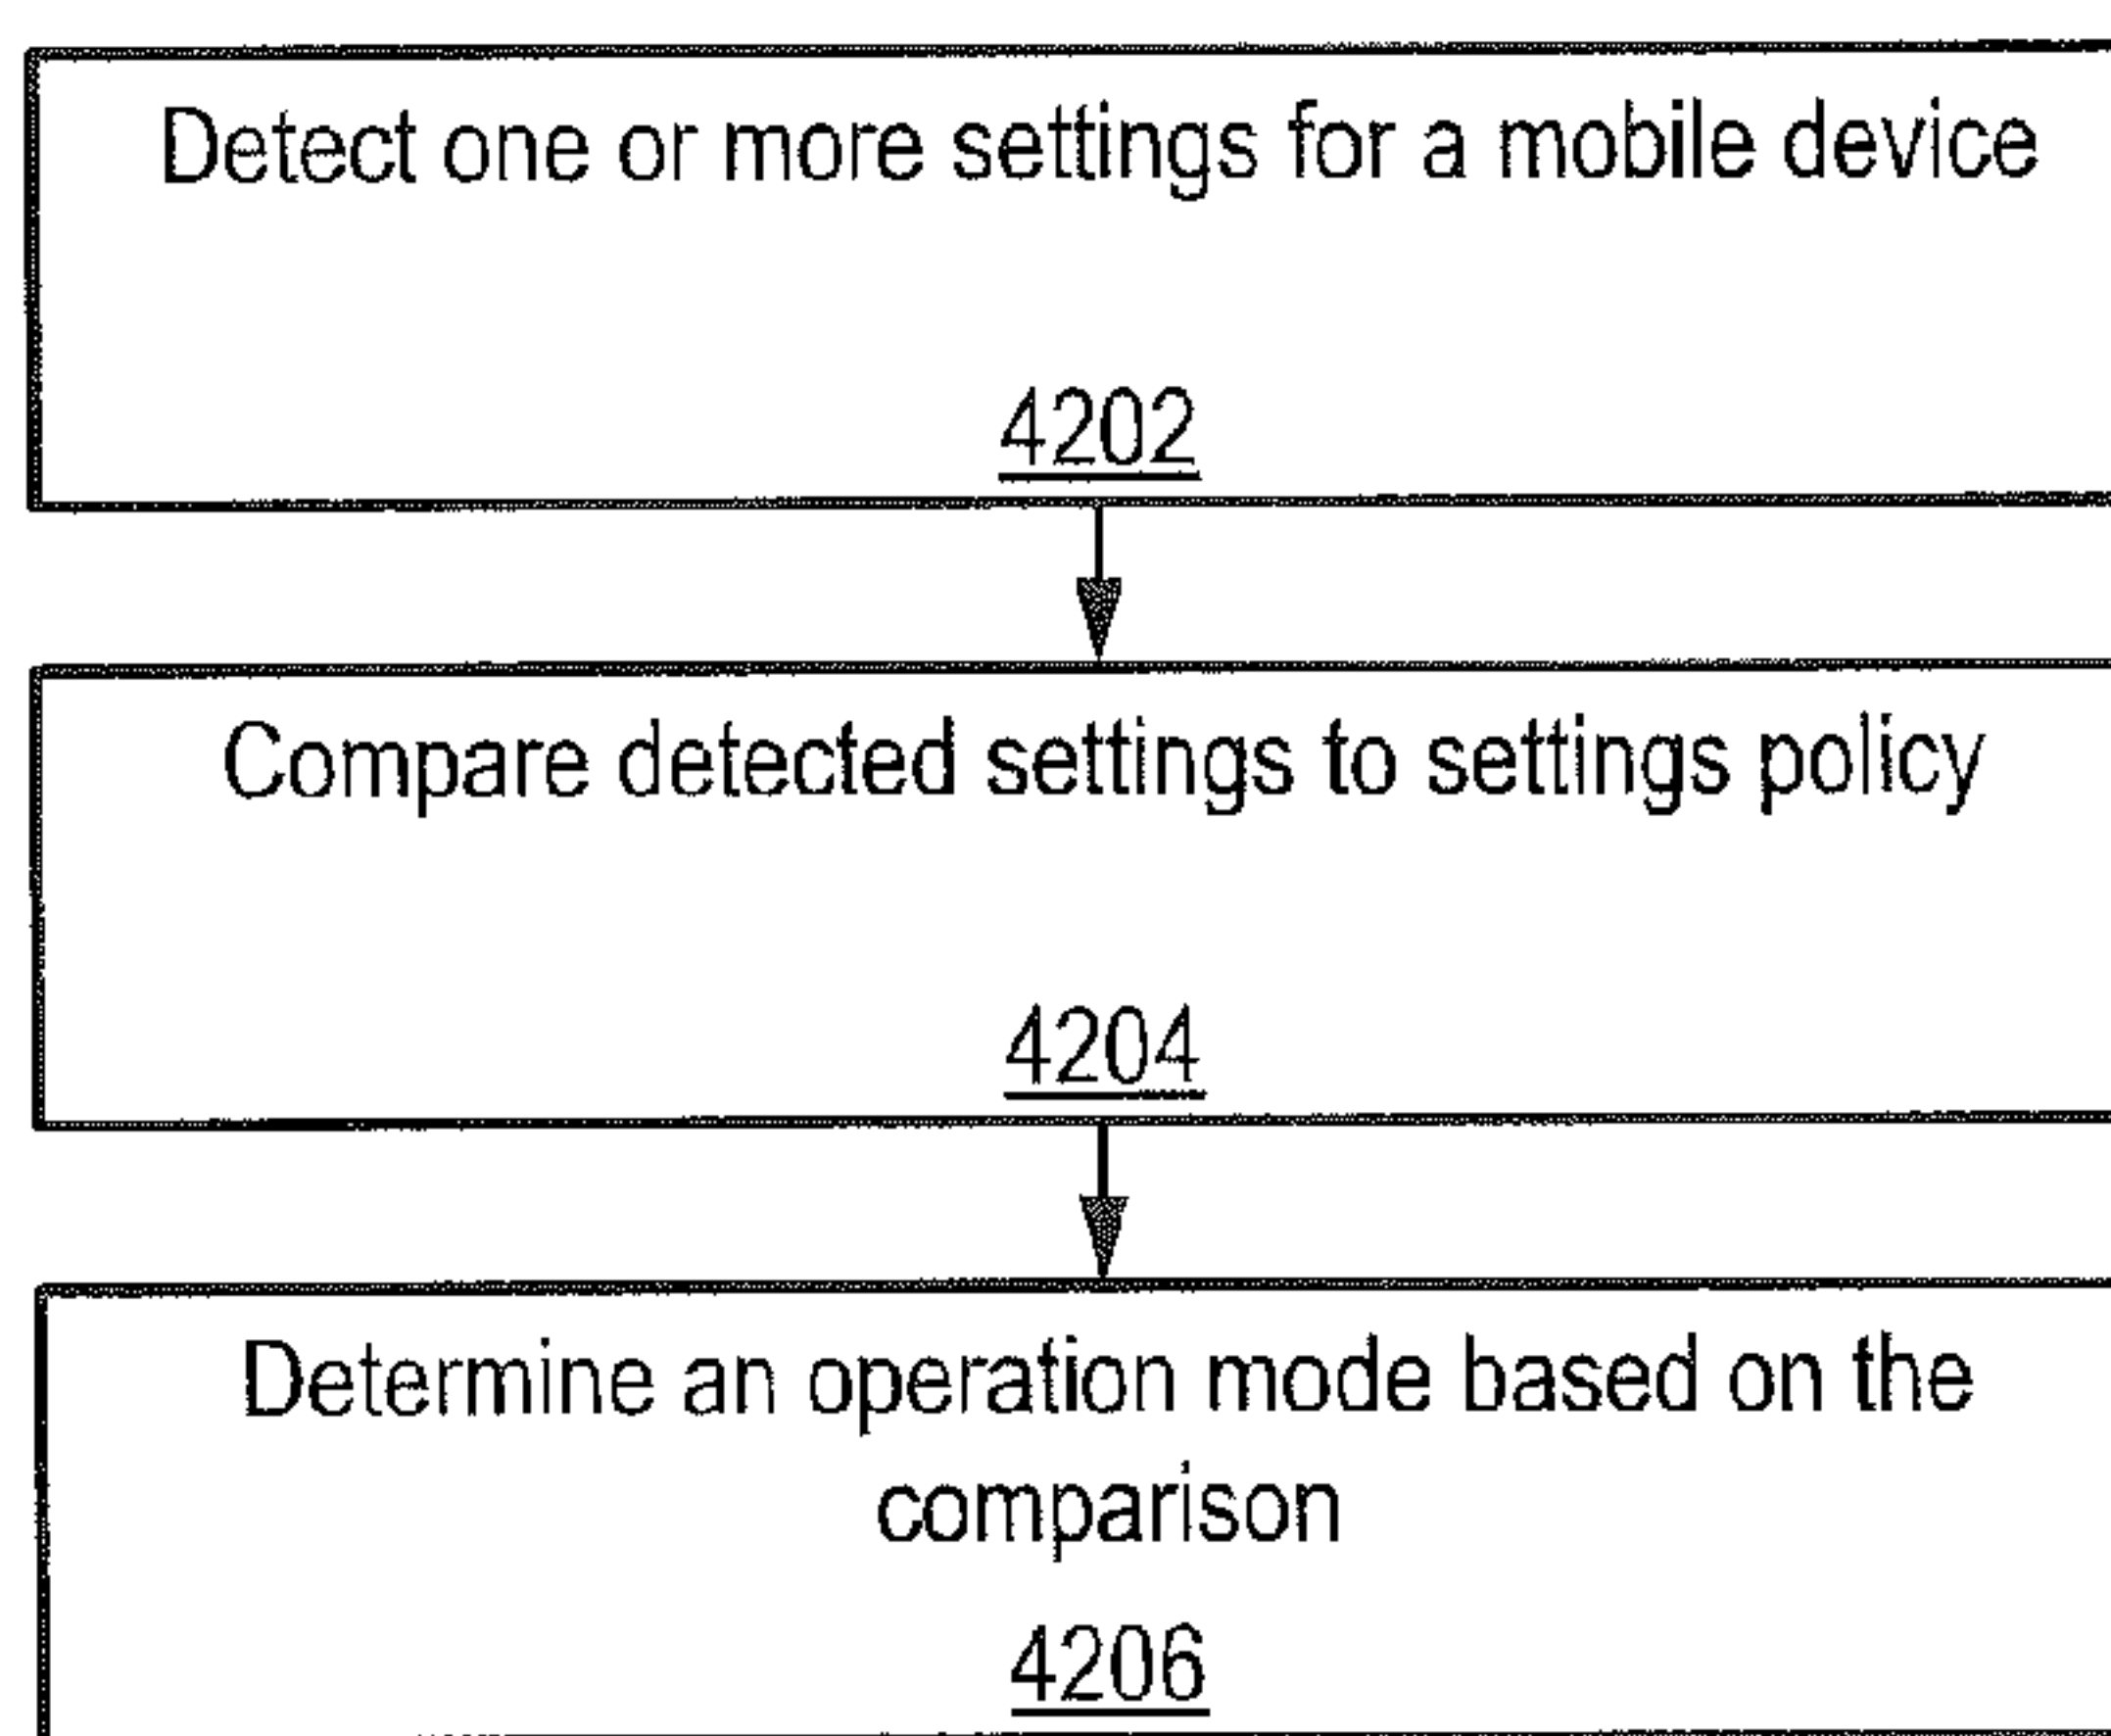 Detect one or more settings for a mobile device
4202
Compare detected settings to settings policy
4204
Determine an operation mode based on the
comparison
4206